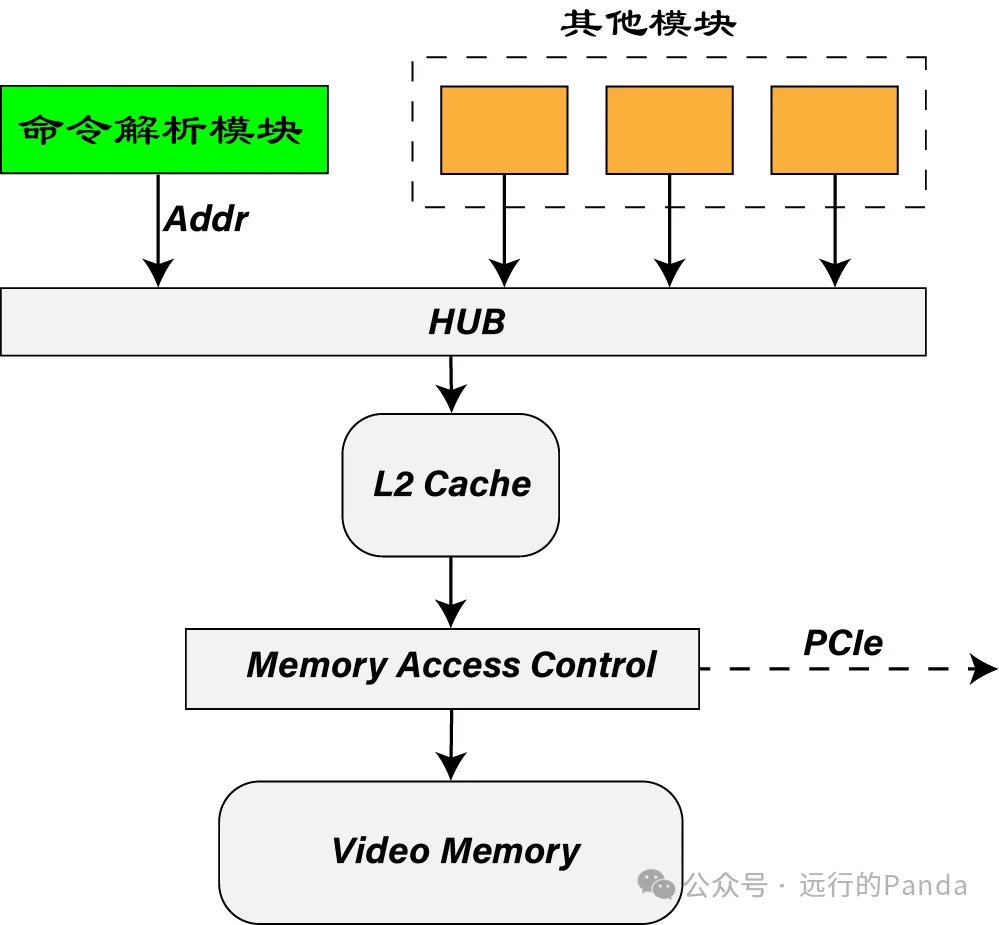 其他模块
命令解析模块
Addr
HUB
L2 Cache
PCIe
Memory Access Control
Video Memory
公众号 · 远行的Panda